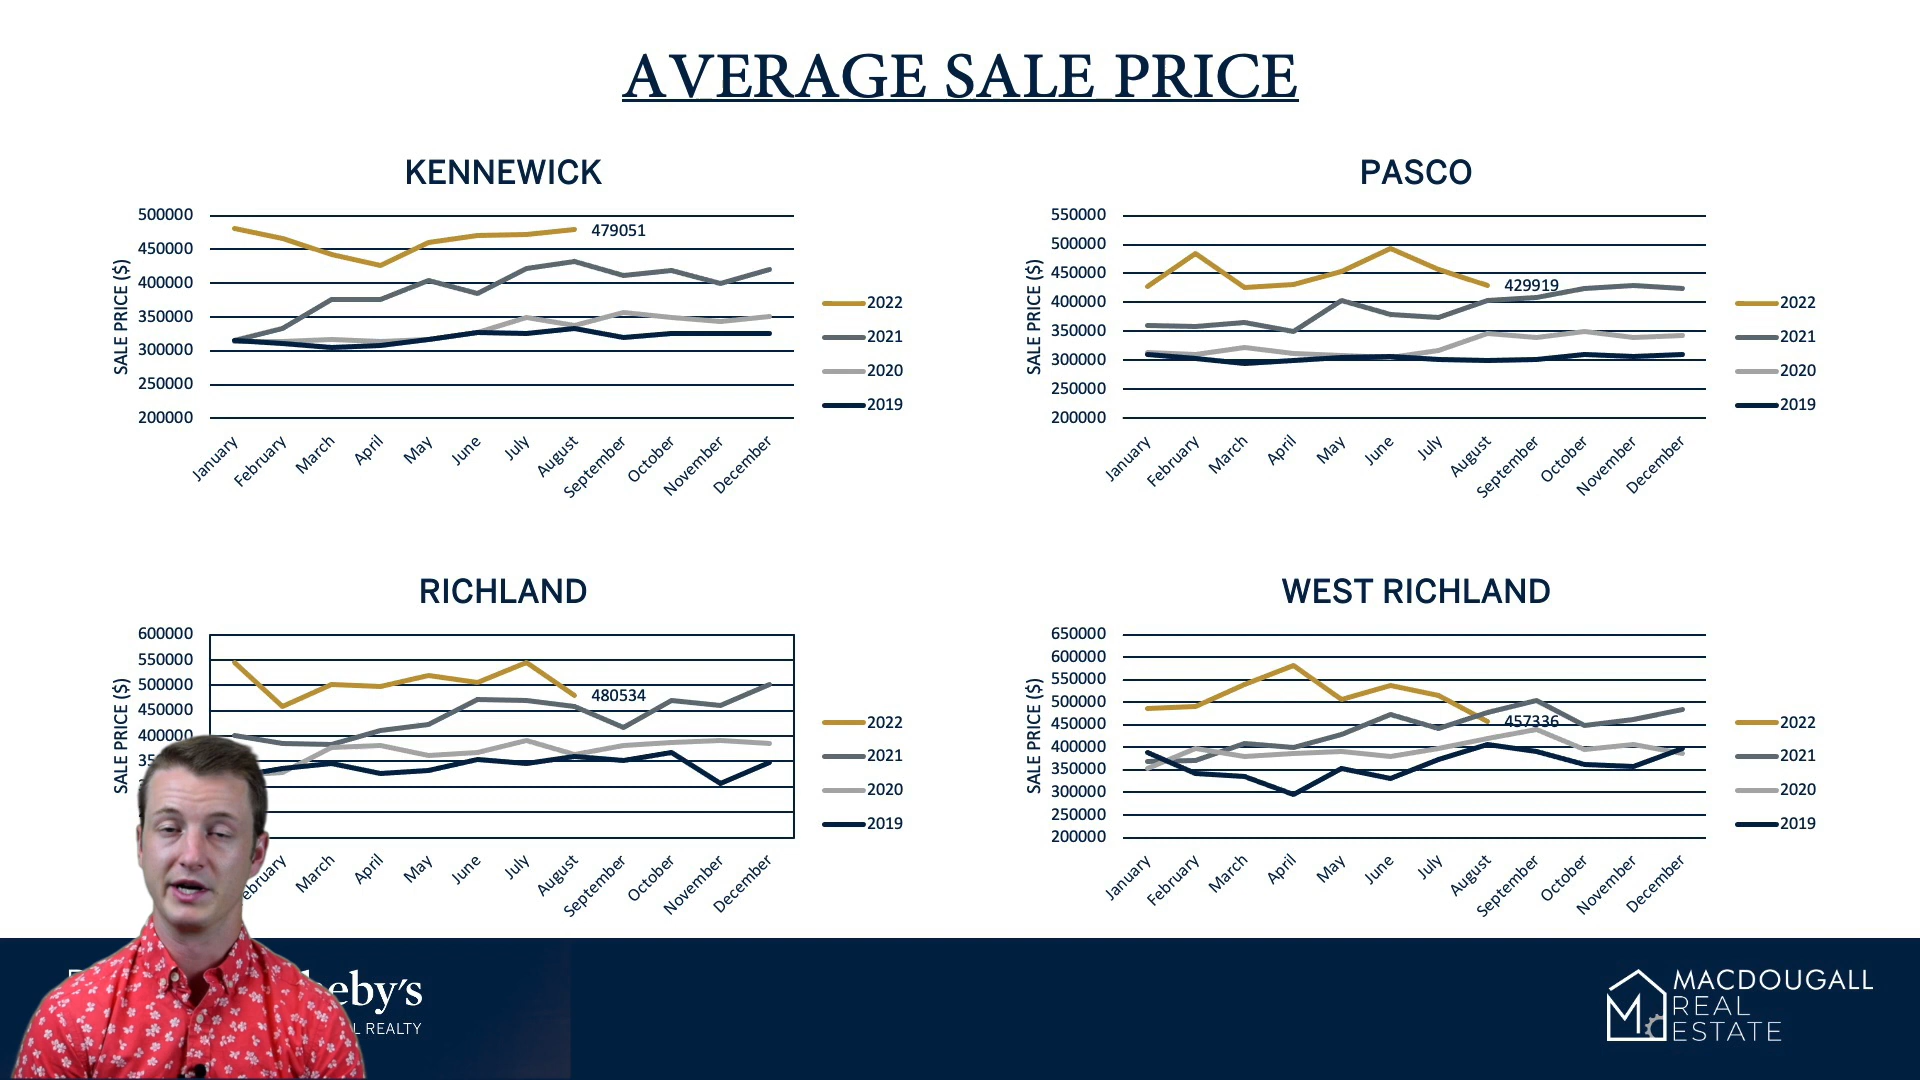 AVERAGE SALE PRICE
KENNEWICK
SALE PRICE ($)
500000
450000
400000
350000
300000
250000
200000
479051
January
February
March
April
May
June
July
August
September
October
November
December
2022
2021
2020
2019
PASCO
SALE PRICE ($)
550000
500000
450000
400000
350000
300000
250000
200000
429919
January
February
March
April
May
June
July
August
September
October
November
December
2022
2021
2020
2019
RICHLAND
SALE PRICE ($)
600000
550000
500000
450000
400000
480534
March
April
May
June
July
August
September
October
November
December
2022
2021
2020
2019
WEST RICHLAND
SALE PRICE ($)
650000
600000
550000
500000
450000
400000
350000
300000
250000
200000
457336
January
February
March
April
May
June
July
August
September
October
November
December
2022
2021
2020
2019
eby's
L REALTY
MACDOUGALL
REAL
ESTATE